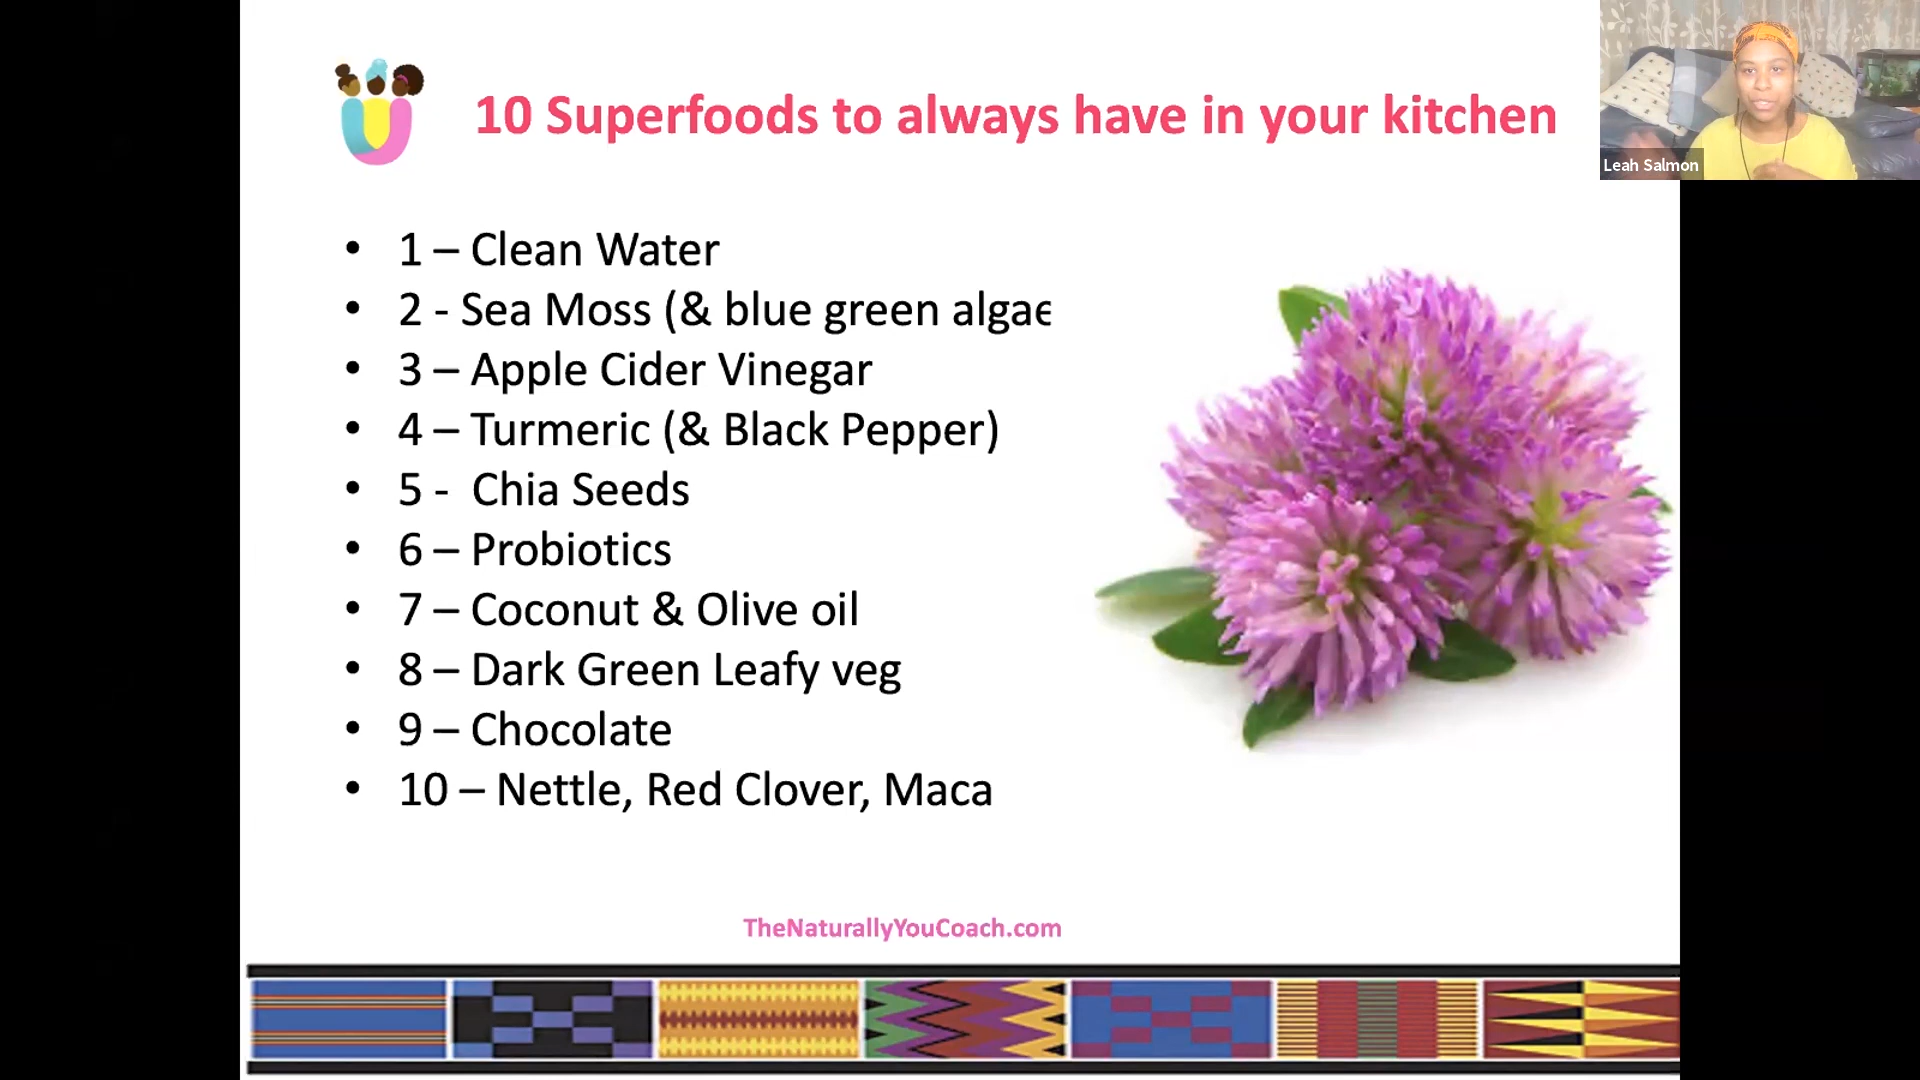 10 Superfoods to always have in your kitchen
Leah Salmon
• 1 – Clean Water
• 2 - Sea Moss (& blue green algae
• 3 – Apple Cider Vinegar
• 4 – Turmeric (& Black Pepper)
• 5 -  Chia Seeds
• 6 – Probiotics
• 7 – Coconut & Olive oil
• 8 – Dark Green Leafy veg
• 9 – Chocolate
• 10 – Nettle, Red Clover, Maca
TheNaturallyYouCoach.com